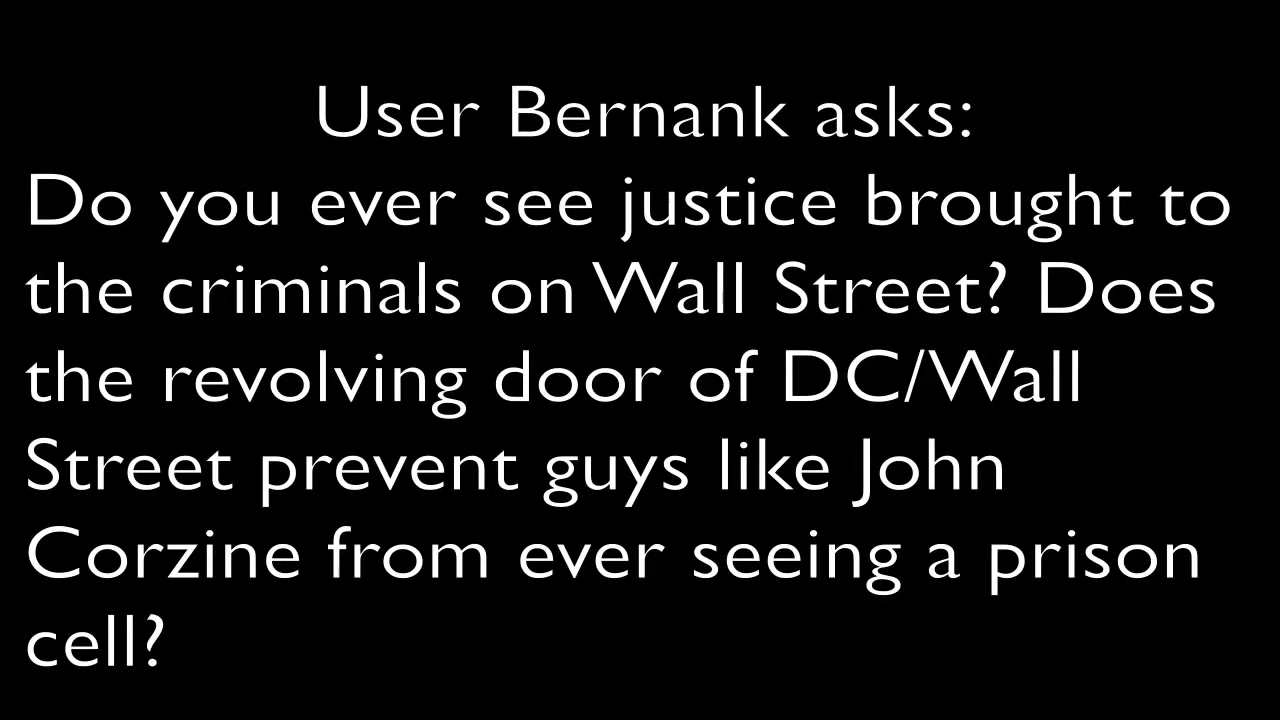 User Bernank asks:
Do you ever see justice brought to
the criminals on Wall Street? Does
the revolving door of DC/Wall
Street prevent guys like John
Corzine from ever seeing a prison
cell?